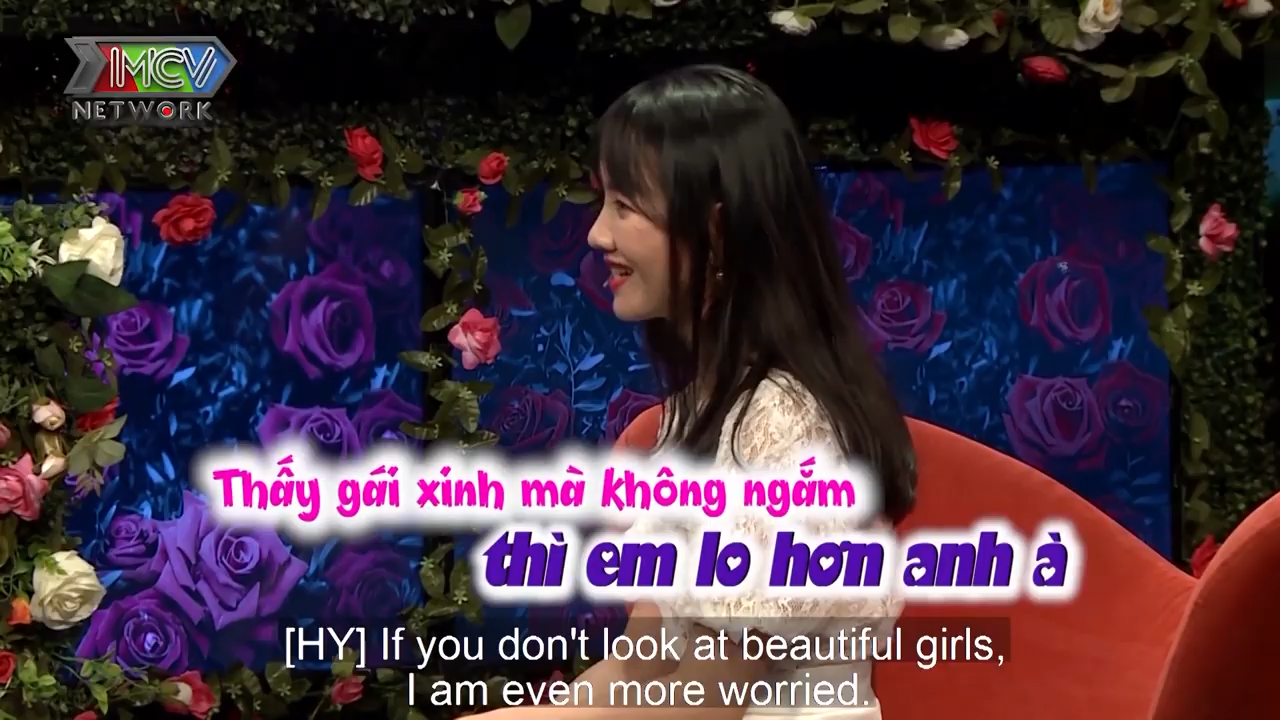 MCV
NETWORK
Thấy gái xinh mà không ngắm
thì em lo hơn anh à
[HY] If you don't look at beautiful girls,
I am even more worried.